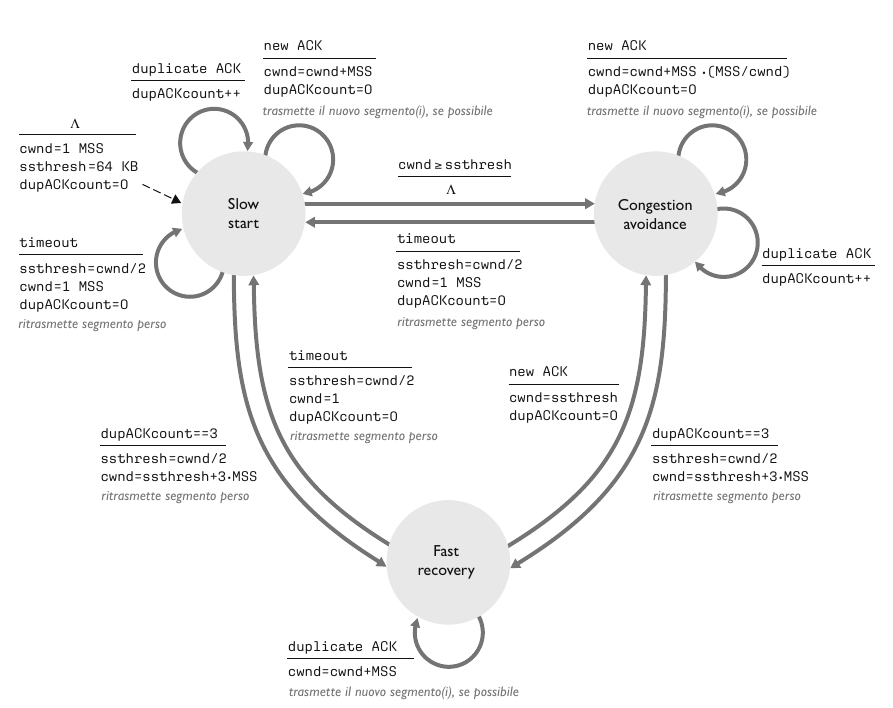 new ACK
cwnd=cwnd+MSS
dupACKcount=0
trasmette il nuovo segmento(i), se possibile
new ACK
cwnd=cwnd+MSS ·(MSS/cwnd)
dupACKcount=0
trasmette il nuovo segmento(i), se possibile
duplicate ACK
dupACKcount++
Λ
cwnd=1 MSS
ssthresh=64 KB
dupACKcount=0
cwnd≥ssthresh
Λ
Slow
start
Congestion
avoidance
timeout
ssthresh=cwnd/2
cwnd=1 MSS
dupACKcount=0
ritrasmette segmento perso
timeout
ssthresh=cwnd/2
cwnd=1 MSS
dupACKcount=0
ritrasmette segmento perso
duplicate ACK
dupACKcount++
timeout
ssthresh=cwnd/2
cwnd=1
dupACKcount=0
ritrasmette segmento perso
new ACK
cwnd=ssthresh
dupACKcount=0
dupACKcount==3
ssthresh=cwnd/2
cwnd=ssthresh+3·MSS
ritrasmette segmento perso
dupACKcount==3
ssthresh=cwnd/2
cwnd=ssthresh+3·MSS
ritrasmette segmento perso
Fast
recovery
duplicate ACK
cwnd=cwnd+MSS
trasmette il nuovo segmento(i), se possibile